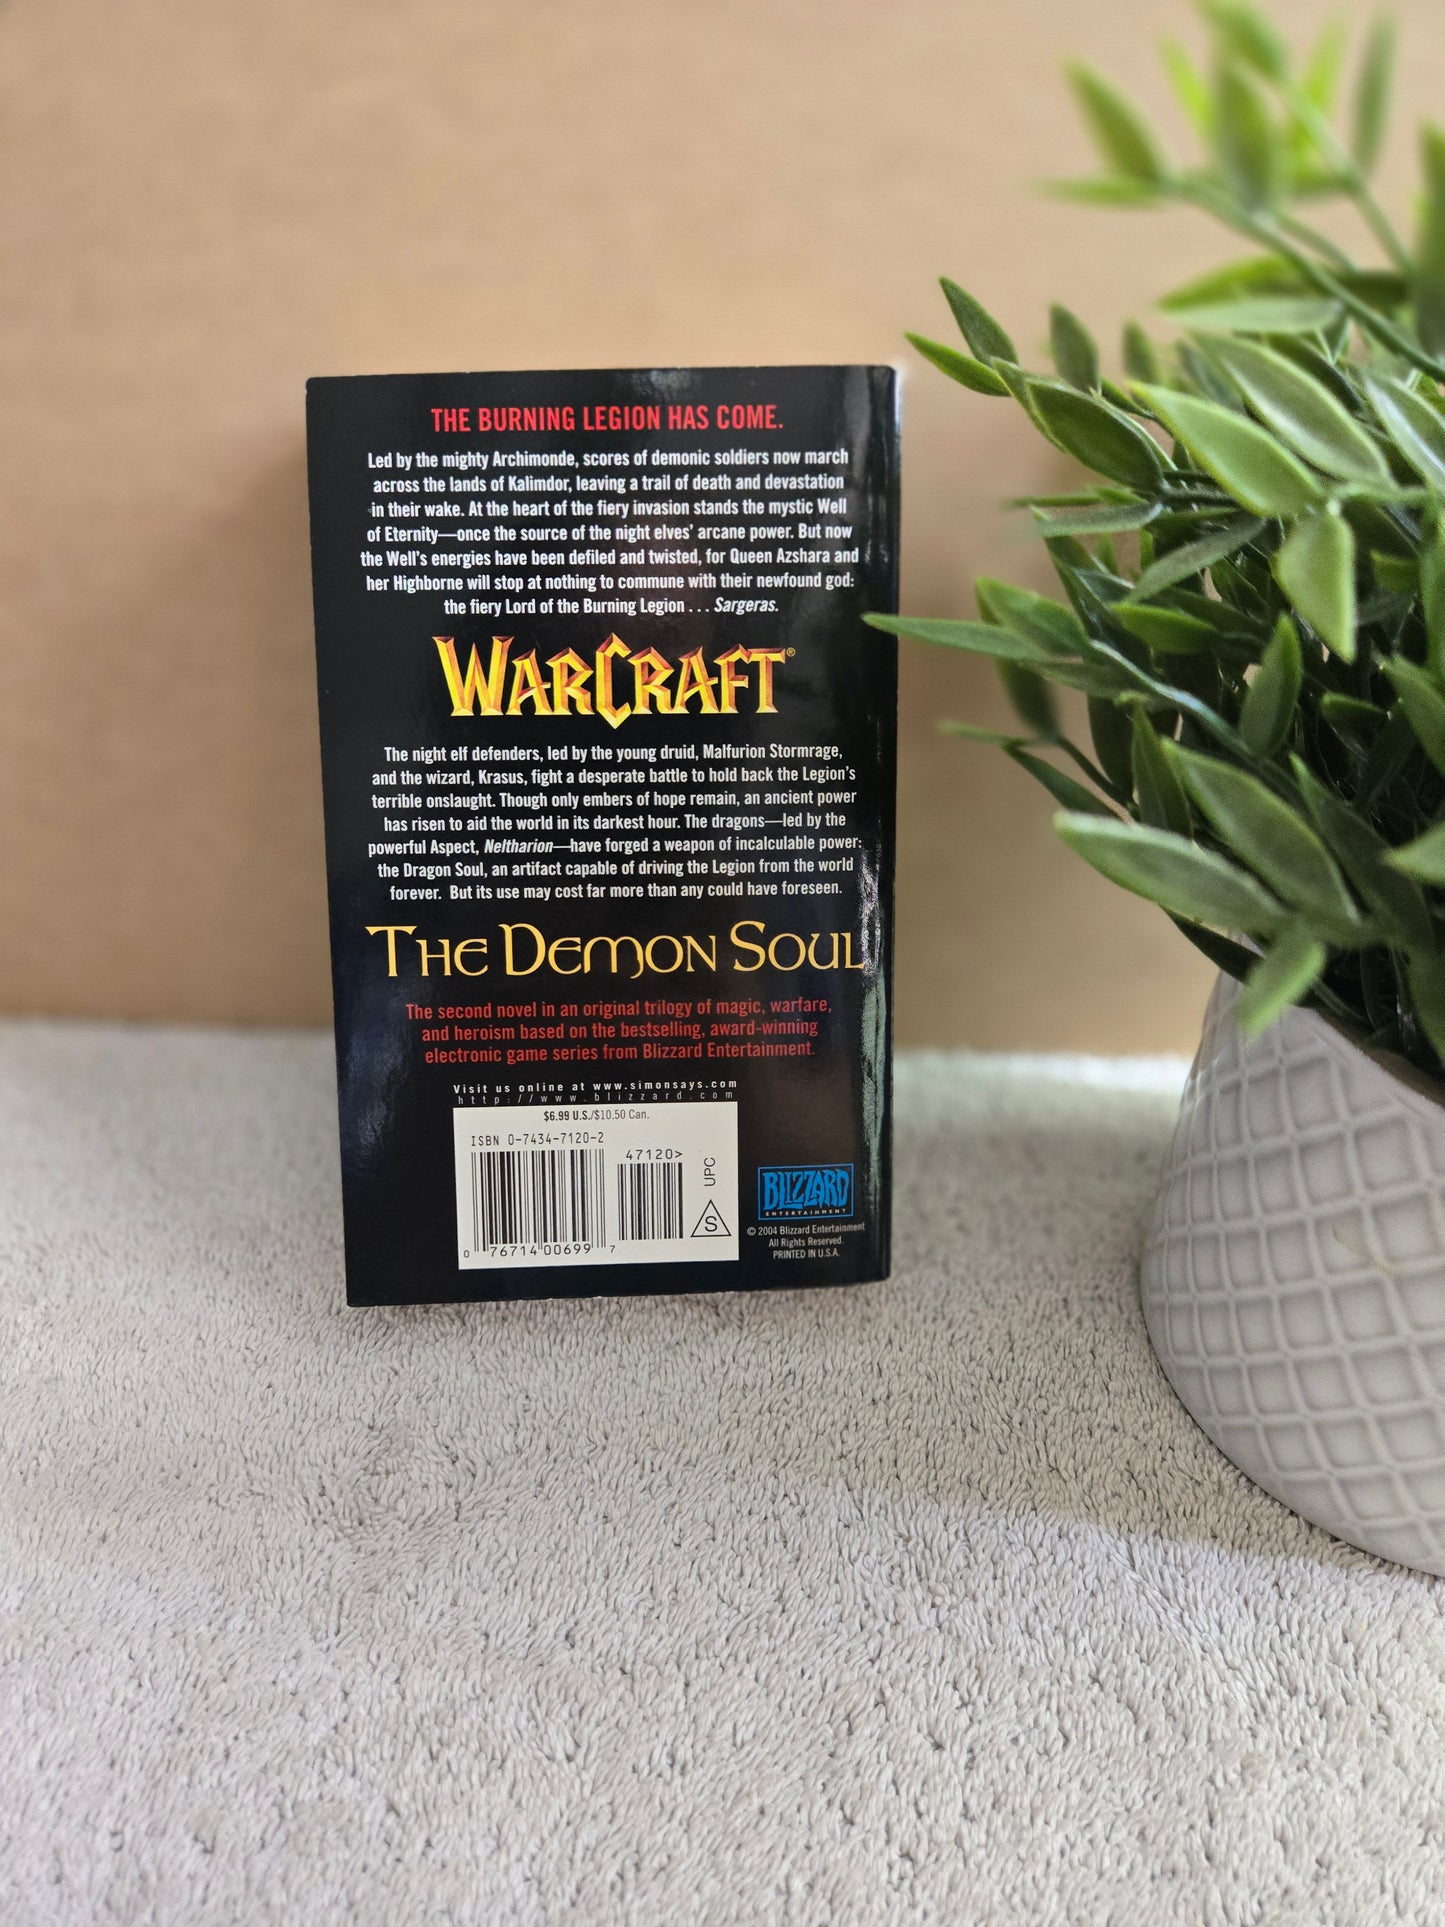 THE BURNING LEGION HAS COME.
Led by the mighty Archimonde, scores of demonic soldiers now march
across the lands of Kalimdor, leaving a trail of death and devastation
in their wake. At the heart of the fiery invasion stands the mystic Well
of Eternity—once the source of the night elves' arcane power. But now
the Well's energies have been defiled and twisted, for Queen Azshara and
her Highborne will stop at nothing to commune with their newfound god:
the fiery Lord of the Burning Legion . . . Sargeras.
WARCRAFT®
The night elf defenders, led by the young druid, Malfurion Stormrage,
and the wizard, Krasus, fight a desperate battle to hold back the Legion's
terrible onslaught. Though only embers of hope remain, an ancient power
has risen to aid the world in its darkest hour. The dragons—led by the
powerful Aspect, Neltharion—have forged a weapon of incalculable power:
the Dragon Soul, an artifact capable of driving the Legion from the world
forever. But its use may cost far more than any could have foreseen.
THE DEMON SOUL
The second novel in an original trilogy of magic, warfare,
and heroism based on the bestselling, award-winning
electronic game series from Blizzard Entertainment.
Visit us online at www.simonsays.com
http://www.blizzard.com
$6.99 U.S./$10.50 Can.
ISBN 0-7434-7120-2
47120>
UPC
S
0 76714 00699 7
BLIZZARD
ENTERTAINMENT
© 2004 Blizzard Entertainment
All Rights Reserved.
PRINTED IN U.S.A.